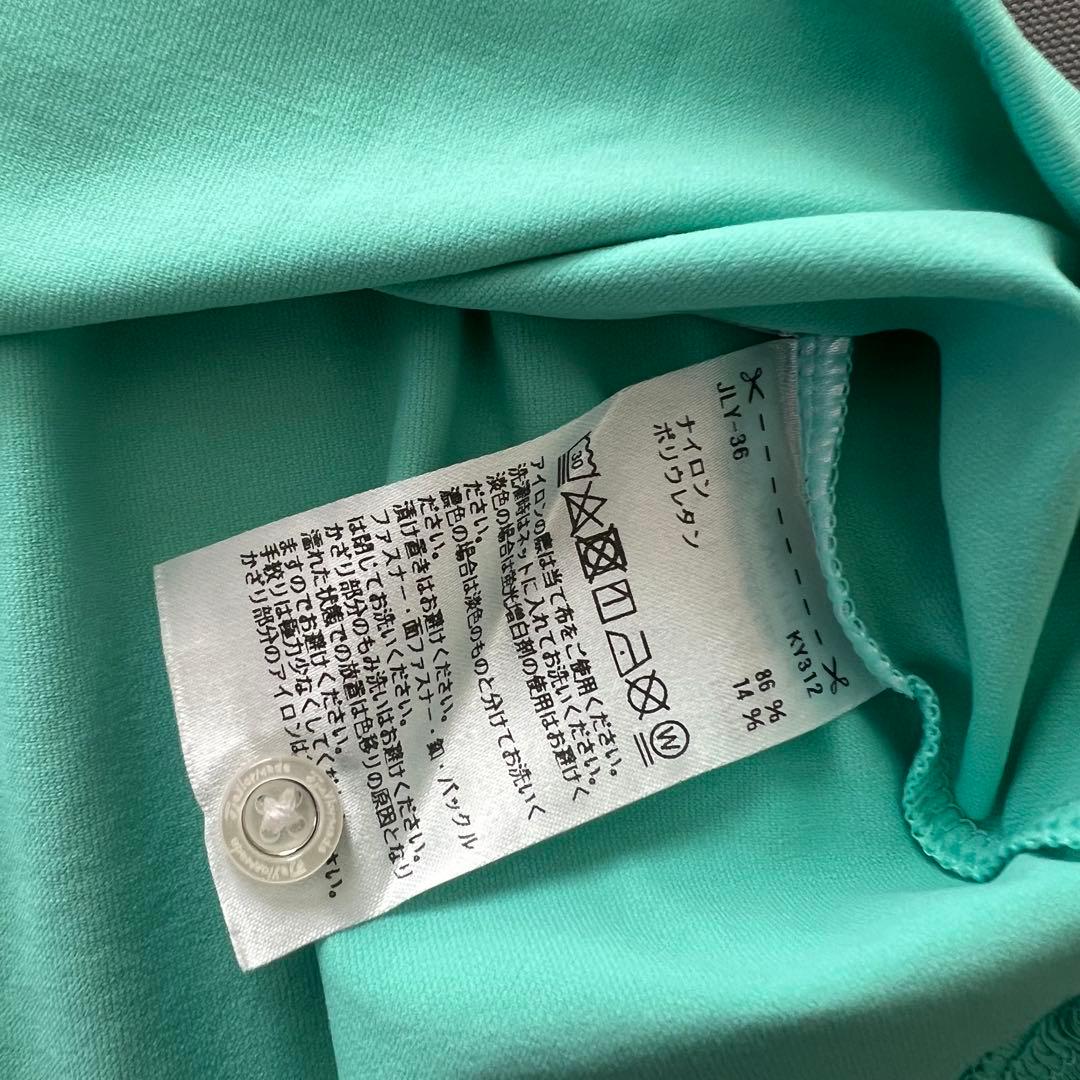 JLY-36
KY312
ナイロン 86 %
ポリウレタン 14 %
30
W
アイロンの際は当て布をご使用ください。
洗濯時はネットに入れてお洗いください。
淡色の場合は蛍光増白剤の使用はお避けく
ださい。
濃色の場合は淡色のものと分けてお洗いく
ださい。
漬け置きはお避けください。
ファスナー・面ファスナー・釦・バックル
は閉じてお洗いください。
かざり部分のもみ洗いはお避けください。
濡れた状態での放置は色移りの原因となり
ますのでお避けください。
手絞りは極力少なくしてく
かざり部分のアイロンは
さい。